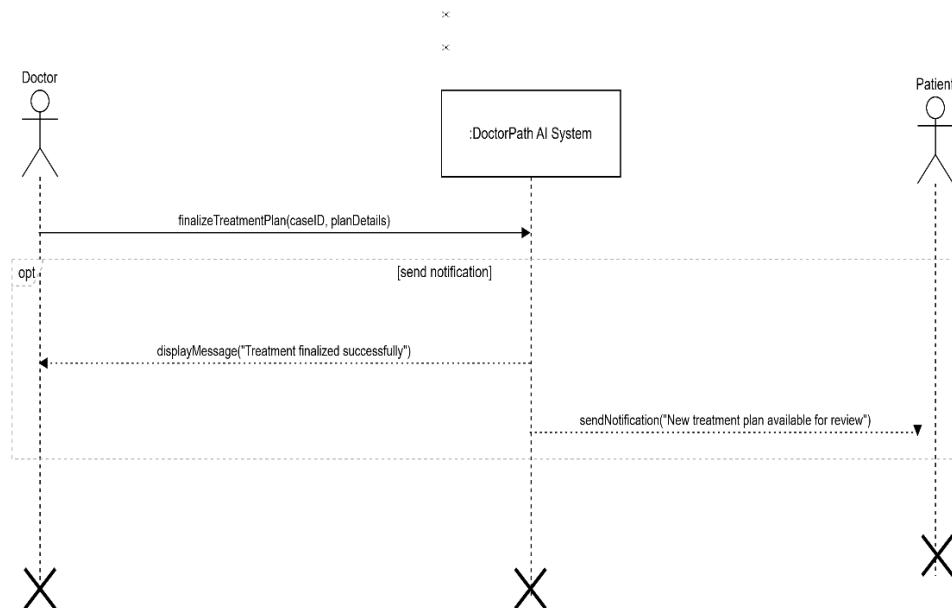 Doctor
Patient
:DoctorPath AI System
finalizeTreatmentPlan(caseID, planDetails)
opt
[send notification]
displayMessage("Treatment finalized successfully")
sendNotification("New treatment plan available for review")